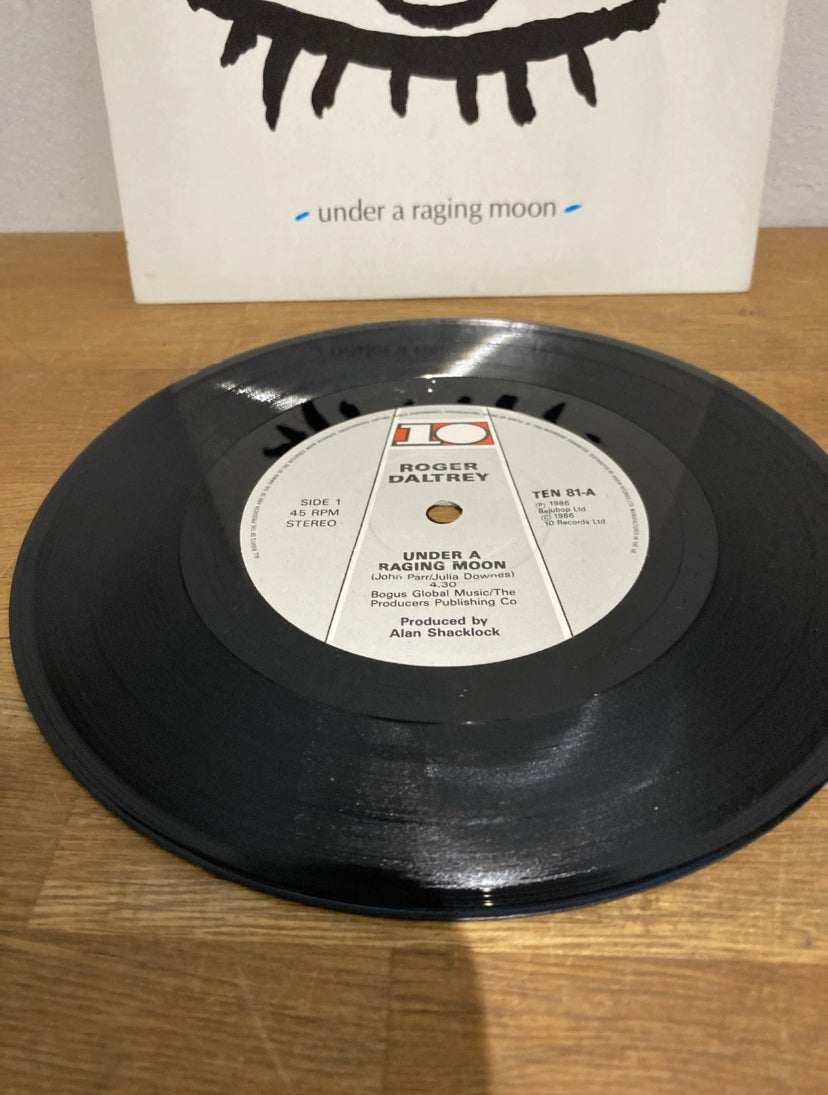 - under a raging moon -
10
ROGER
DALTREY
SIDE 1
45 RPM
STEREO
TEN 81-A
Ⓟ 1986
Bejubop Ltd
© 1986
10 Records Ltd
UNDER A
RAGING MOON
(John Parr/Julia Downes)
4.30
Bogus Global Music/The
Producers Publishing Co
Produced by
Alan Shacklock